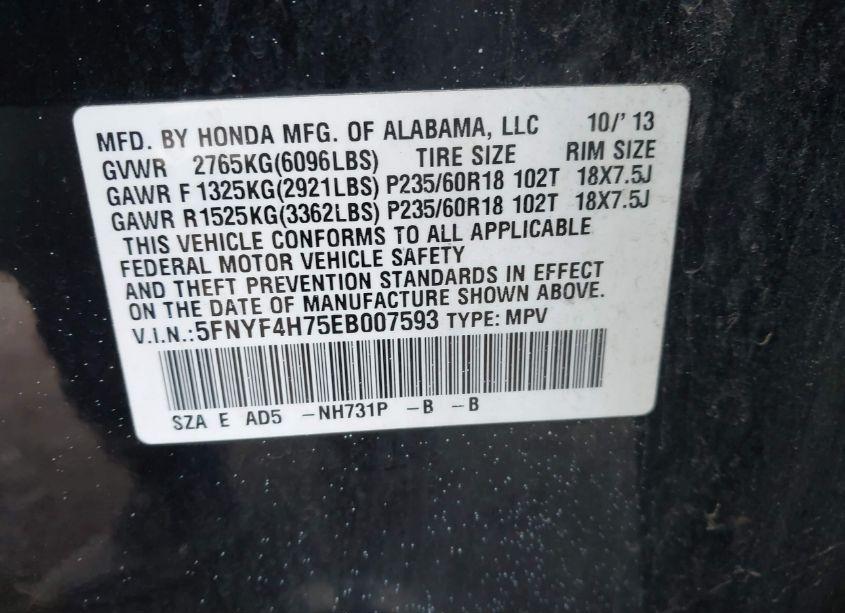 MFD. BY HONDA MFG. OF ALABAMA, LLC 10/' 13
GVWR 2765KG(6096LBS) TIRE SIZE RIM SIZE
GAWR F 1325KG(2921LBS) P235/60R18 102T 18X7.5J
GAWR R1525KG(3362LBS) P235/60R18 102T 18X7.5J
THIS VEHICLE CONFORMS TO ALL APPLICABLE
FEDERAL MOTOR VEHICLE SAFETY
AND THEFT PREVENTION STANDARDS IN EFFECT
ON THE DATE OF MANUFACTURE SHOWN ABOVE.
V.I.N.:5FNYF4H75EB007593 TYPE: MPV
SZA E AD5 -NH731P -B -B